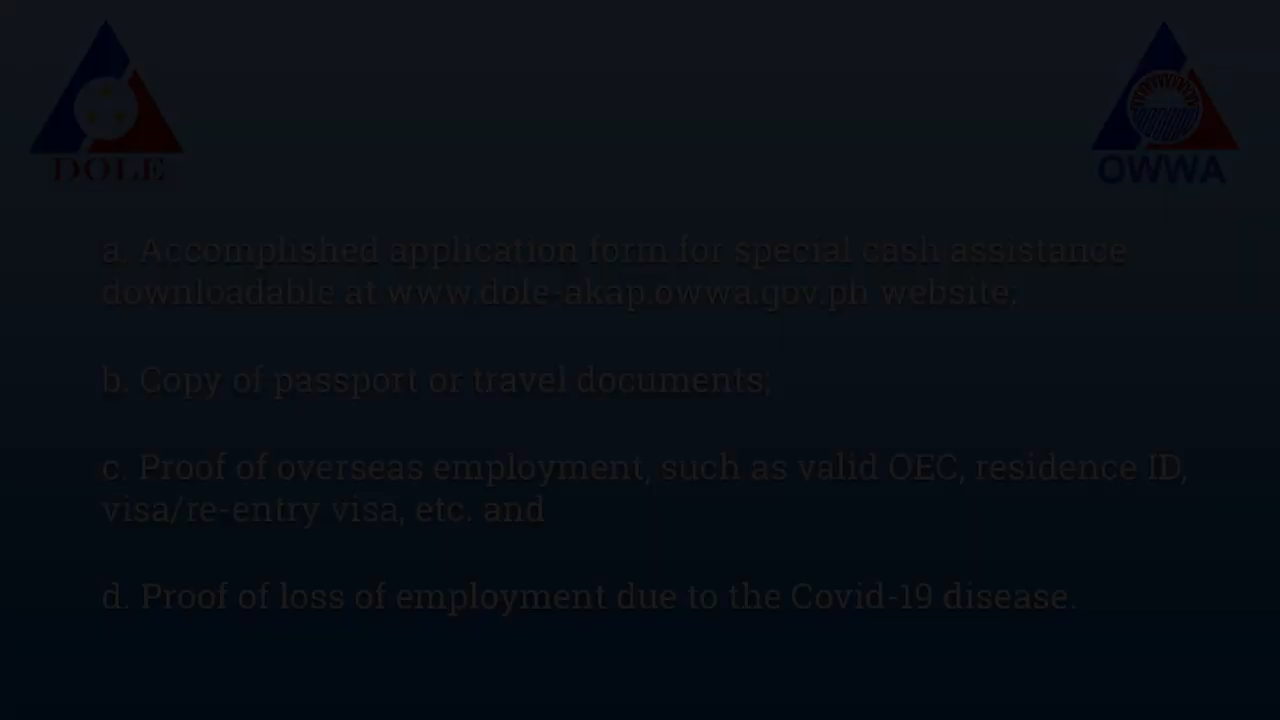 DOLE
OWWA
a. Accomplished application form for special cash assistance
downloadable at www.dole-akap.owwa.gov.ph website;
b. Copy of passport or travel documents;
c. Proof of overseas employment, such as valid OEC, residence ID,
visa/re-entry visa, etc. and
d. Proof of loss of employment due to the Covid-19 disease.